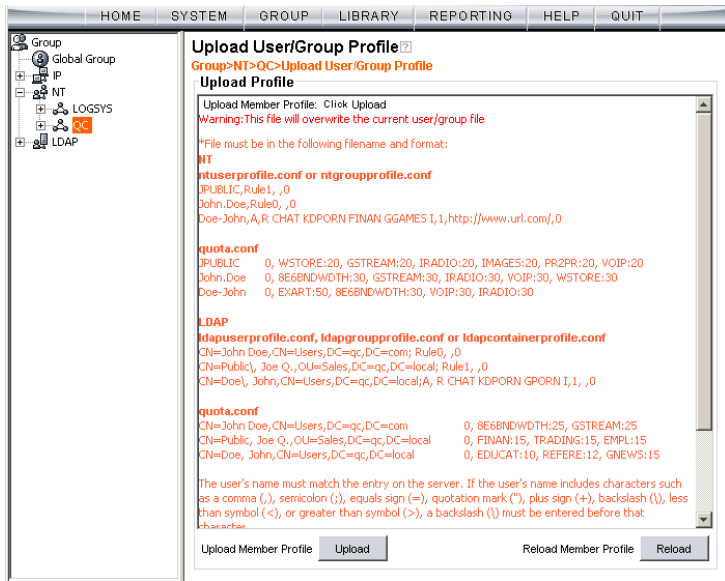 HOME SYSTEM GROUP LIBRARY REPORTING HELP QUIT
Group
Global Group
IP
NT
LOGSYS
QC
LDAP
Upload User/Group Profile
Group>NT>QC>Upload User/Group Profile
Upload Profile
Upload Member Profile: Click Upload
Warning:This file will overwrite the current user/group file
*File must be in the following filename and format:
NT
ntuserprofile.conf or ntgroupprofile.conf
JPUBLIC,Rule1, ,0
John.Doe,Rule0, ,0
Doe-John,A,R CHAT KDPORN FINAN GGAMES I,1,http://www.url.com/,0
quota.conf
JPUBLIC 0, WSTORE:20, GSTREAM:20, IRADIO:20, IMAGES:20, PR2PR:20, VOIP:20
John.Doe 0, 8E6BNDWDTH:30, GSTREAM:30, IRADIO:30, VOIP:30, WSTORE:30
Doe-John 0, EXART:50, 8E6BNDWDTH:30, VOIP:30, IRADIO:30
LDAP
ldapuserprofile.conf, ldapgroupprofile.conf or ldapcontainerprofile.conf
CN=John Doe,CN=Users,DC=qc,DC=com; Rule0, ,0
CN=Public\, Joe Q.,OU=Sales,DC=qc,DC=local; Rule1, ,0
CN=Doe\, John,CN=Users,DC=qc,DC=local;A, R CHAT KDPORN GPORN I,1, ,0
quota.conf
CN=John Doe,CN=Users,DC=qc,DC=com 0, 8E6BNDWDTH:25, GSTREAM:25
CN=Public, Joe Q.,OU=Sales,DC=qc,DC=local 0, FINAN:15, TRADING:15, EMPL:15
CN=Doe, John,CN=Users,DC=qc,DC=local 0, EDUCAT:10, REFERE:12, GNEWS:15
The user's name must match the entry on the server. If the user's name includes characters such
as a comma (,), semicolon (;), equals sign (=), quotation mark ("), plus sign (+), backslash (\), less
than symbol (<), or greater than symbol (>), a backslash (\) must be entered before that
character
Upload Member Profile Upload Reload Member Profile Reload